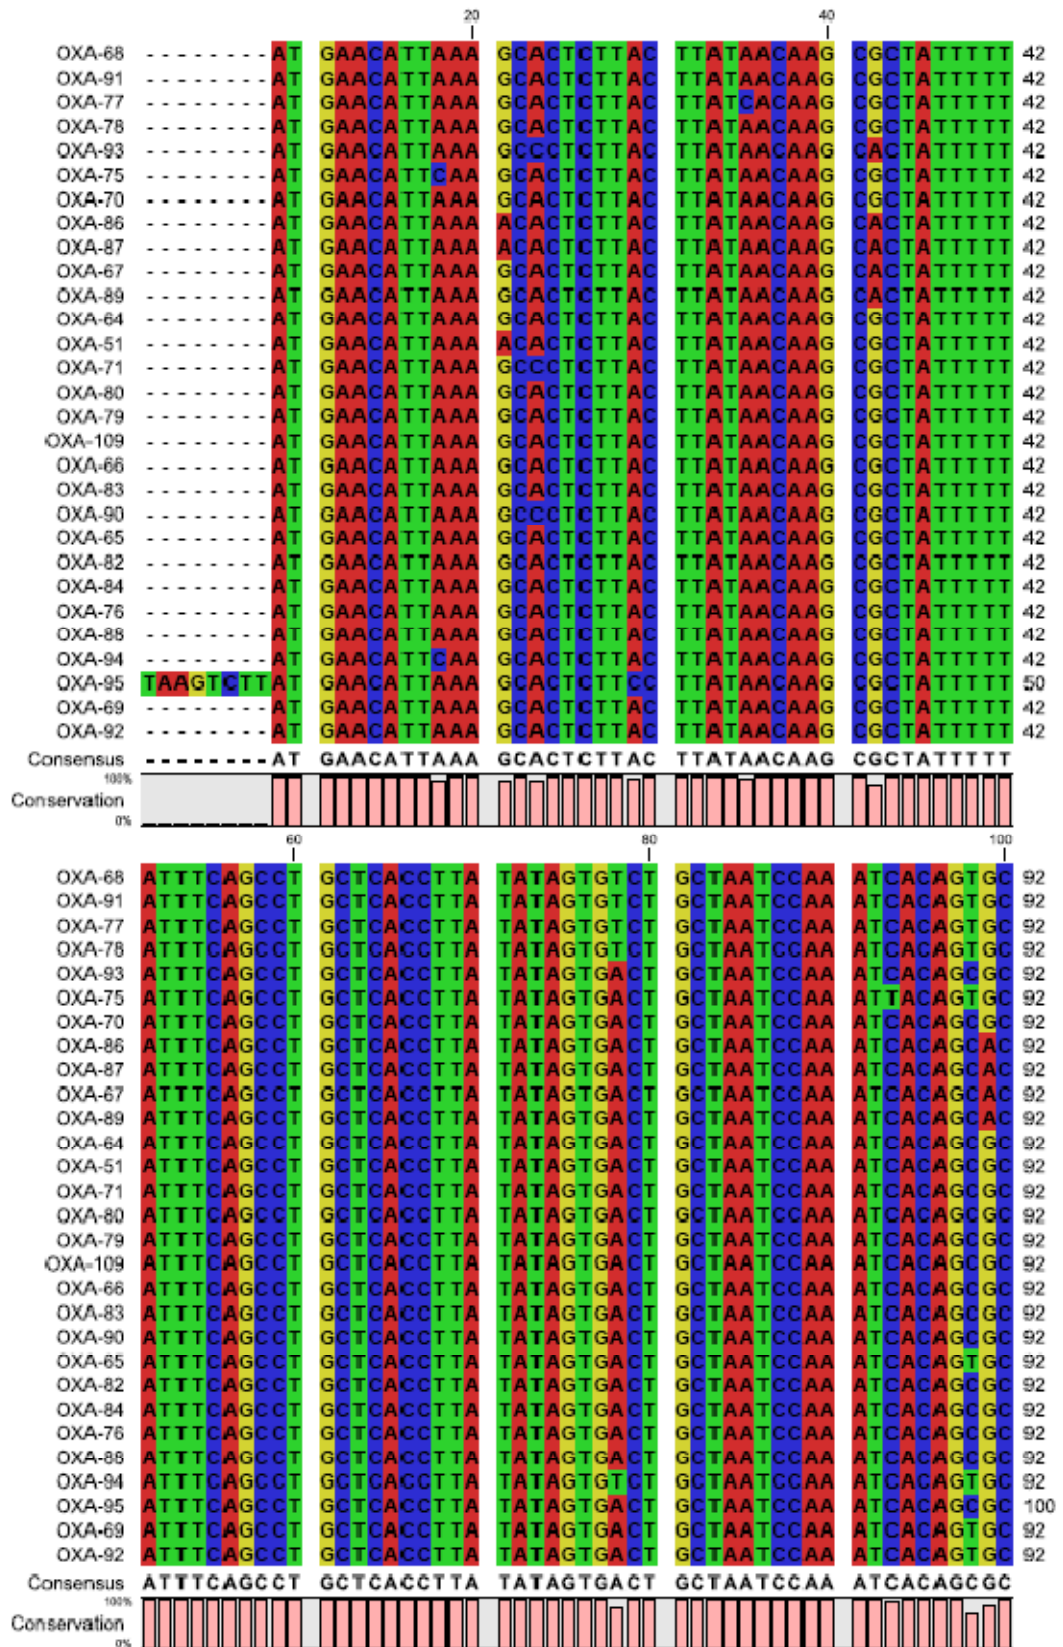 20 40
OXA-68 - - - - - - - - AT GAACATTAAA GCACTCTTAC TTATAACAAG CGCTATTTTT 42
OXA-91 - - - - - - - - AT GAACATTAAA GCACTCTTAC TTATAACAAG CGCTATTTTT 42
OXA-77 - - - - - - - - AT GAACATTAAA GCACTCTTAC TTATCACAAG CGCTATTTTT 42
OXA-78 - - - - - - - - AT GAACATTAAA GCACTCTTAC TTATAACAAG CGCTATTTTT 42
OXA-93 - - - - - - - - AT GAACATTAAA GCCCTCTTAC TTATAACAAG CACTATTTTT 42
OXA-75 - - - - - - - - AT GAACATTCAA GCACTCTTAC TTATAACAAG CGCTATTTTT 42
OXA-70 - - - - - - - - AT GAACATTAAA GCACTCTTAC TTATAACAAG CGCTATTTTT 42
OXA-86 - - - - - - - - AT GAACATTAAA ACACTCTTAC TTATAACAAG CACTATTTTT 42
OXA-87 - - - - - - - - AT GAACATTAAA ACACTCTTAC TTATAACAAG CACTATTTTT 42
OXA-67 - - - - - - - - AT GAACATTAAA GCACTCTTAC TTATAACAAG CACTATTTTT 42
OXA-89 - - - - - - - - AT GAACATTAAA GCACTCTTAC TTATAACAAG CACTATTTTT 42
OXA-64 - - - - - - - - AT GAACATTAAA GCACTCTTAC TTATAACAAG CGCTATTTTT 42
OXA-51 - - - - - - - - AT GAACATTAAA ACACTCTTAC TTATAACAAG CGCTATTTTT 42
OXA-71 - - - - - - - - AT GAACATTAAA GCCCTCTTAC TTATAACAAG CGCTATTTTT 42
OXA-80 - - - - - - - - AT GAACATTAAA GCACTCTTAC TTATAACAAG CGCTATTTTT 42
OXA-79 - - - - - - - - AT GAACATTAAA GCACTCTTAC TTATAACAAG CGCTATTTTT 42
OXA-109 - - - - - - - - AT GAACATTAAA GCACTCTTAC TTATAACAAG CGCTATTTTT 42
OXA-66 - - - - - - - - AT GAACATTAAA GCACTCTTAC TTATAACAAG CGCTATTTTT 42
OXA-83 - - - - - - - - AT GAACATTAAA GCACTCTTAC TTATAACAAG CGCTATTTTT 42
OXA-90 - - - - - - - - AT GAACATTAAA GCCCTCTTAC TTATAACAAG CGCTATTTTT 42
OXA-65 - - - - - - - - AT GAACATTAAA GCACTCTTAC TTATAACAAG CGCTATTTTT 42
OXA-82 - - - - - - - - AT GAACATTAAA GCACTCTTAC TTATAACAAG CGCTATTTTT 42
OXA-84 - - - - - - - - AT GAACATTAAA GCACTCTTAC TTATAACAAG CGCTATTTTT 42
OXA-76 - - - - - - - - AT GAACATTAAA GCACTCTTAC TTATAACAAG CGCTATTTTT 42
OXA-88 - - - - - - - - AT GAACATTAAA GCACTCTTAC TTATAACAAG CGCTATTTTT 42
OXA-94 - - - - - - - - AT GAACATTCAA GCACTCTTAC TTATAACAAG CGCTATTTTT 42
OXA-95 TAAGTCTTAT GAACATTAAA GCACTCTTCC TTATAACAAG CGCTATTTTT 50
OXA-69 - - - - - - - - AT GAACATTAAA GCACTCTTAC TTATAACAAG CGCTATTTTT 42
OXA-92 - - - - - - - - AT GAACATTAAA GCACTCTTAC TTATAACAAG CGCTATTTTT 42
Consensus - - - - - - - - AT GAACATTAAA GCACTCTTAC TTATAACAAG CGCTATTTTT
100%
Conservation
0%
60 80 100
OXA-68 ATTTCAGCCT GCTCACCTTA TATAGTGTCT GCTAATCCAA ATCACAGTGC 92
OXA-91 ATTTCAGCCT GCTCACCTTA TATAGTGTCT GCTAATCCAA ATCACAGTGC 92
OXA-77 ATTTCAGCCT GCTCACCTTA TATAGTGTCT GCTAATCCAA ATCACAGTGC 92
OXA-78 ATTTCAGCCT GCTCACCTTA TATAGTGTCT GCTAATCCAA ATCACAGTGC 92
OXA-93 ATTTCAGCCT GCTCACCTTA TATAGTGACT GCTAATCCAA ATCACAGCGC 92
OXA-75 ATTTCAGCCT GCTCACCTTA TATAGTGACT GCTAATCCAA ATTACAGTGC 92
OXA-70 ATTTCAGCCT GCTCACCTTA TATAGTGACT GCTAATCCAA ATCACAGCGC 92
OXA-86 ATTTCAGCCT GCTCACCTTA TATAGTGACT GCTAATCCAA ATCACAGCAC 92
OXA-87 ATTTCAGCCT GCTCACCTTA TATAGTGACT GCTAATCCAA ATCACAGCAC 92
OXA-67 ATTTCAGCCT GCTCACCTTA TATAGTGACT GCTAATCCAA ATCACAGCAC 92
OXA-89 ATTTCAGCCT GCTCACCTTA TATAGTGACT GCTAATCCAA ATCACAGCAC 92
OXA-64 ATTTCAGCCT GCTCACCTTA TATAGTGACT GCTAATCCAA ATCACAGCGC 92
OXA-51 ATTTCAGCCT GCTCACCTTA TATAGTGACT GCTAATCCAA ATCACAGCGC 92
OXA-71 ATTTCAGCCT GCTCACCTTA TATAGTGACT GCTAATCCAA ATCACAGCGC 92
OXA-80 ATTTCAGCCT GCTCACCTTA TATAGTGACT GCTAATCCAA ATCACAGCGC 92
OXA-79 ATTTCAGCCT GCTCACCTTA TATAGTGACT GCTAATCCAA ATCACAGCGC 92
OXA-109 ATTTCAGCCT GCTCACCTTA TATAGTGACT GCTAATCCAA ATCACAGCGC 92
OXA-66 ATTTCAGCCT GCTCACCTTA TATAGTGACT GCTAATCCAA ATCACAGCGC 92
OXA-83 ATTTCAGCCT GCTCACCTTA TATAGTGACT GCTAATCCAA ATCACAGCGC 92
OXA-90 ATTTCAGCCT GCTCACCTTA TATAGTGACT GCTAATCCAA ATCACAGCGC 92
OXA-65 ATTTCAGCCT GCTCACCTTA TATAGTGACT GCTAATCCAA ATCACAGTGC 92
OXA-82 ATTTCAGCCT GCTCACCTTA TATAGTGACT GCTAATCCAA ATCACAGCGC 92
OXA-84 ATTTCAGCCT GCTCACCTTA TATAGTGACT GCTAATCCAA ATCACAGCGC 92
OXA-76 ATTTCAGCCT GCTCACCTTA TATAGTGACT GCTAATCCAA ATCACAGCGC 92
OXA-88 ATTTCAGCCT GCTCACCTTA TATAGTGACT GCTAATCCAA ATCACAGCGC 92
OXA-94 ATTTCAGCCT GCTCACCTTA TATAGTGTCT GCTAATCCAA ATCACAGTGC 92
OXA-95 ATTTCAGCCT GCTCACCTTA TATAGTGACT GCTAATCCAA ATCACAGCGC 100
OXA-69 ATTTCAGCCT GCTCACCTTA TATAGTGACT GCTAATCCAA ATCACAGTGC 92
OXA-92 ATTTCAGCCT GCTCACCTTA TATAGTGACT GCTAATCCAA ATCACAGTGC 92
Consensus ATTTCAGCCT GCTCACCTTA TATAGTGACT GCTAATCCAA ATCACAGCGC
100%
Conservation
0%